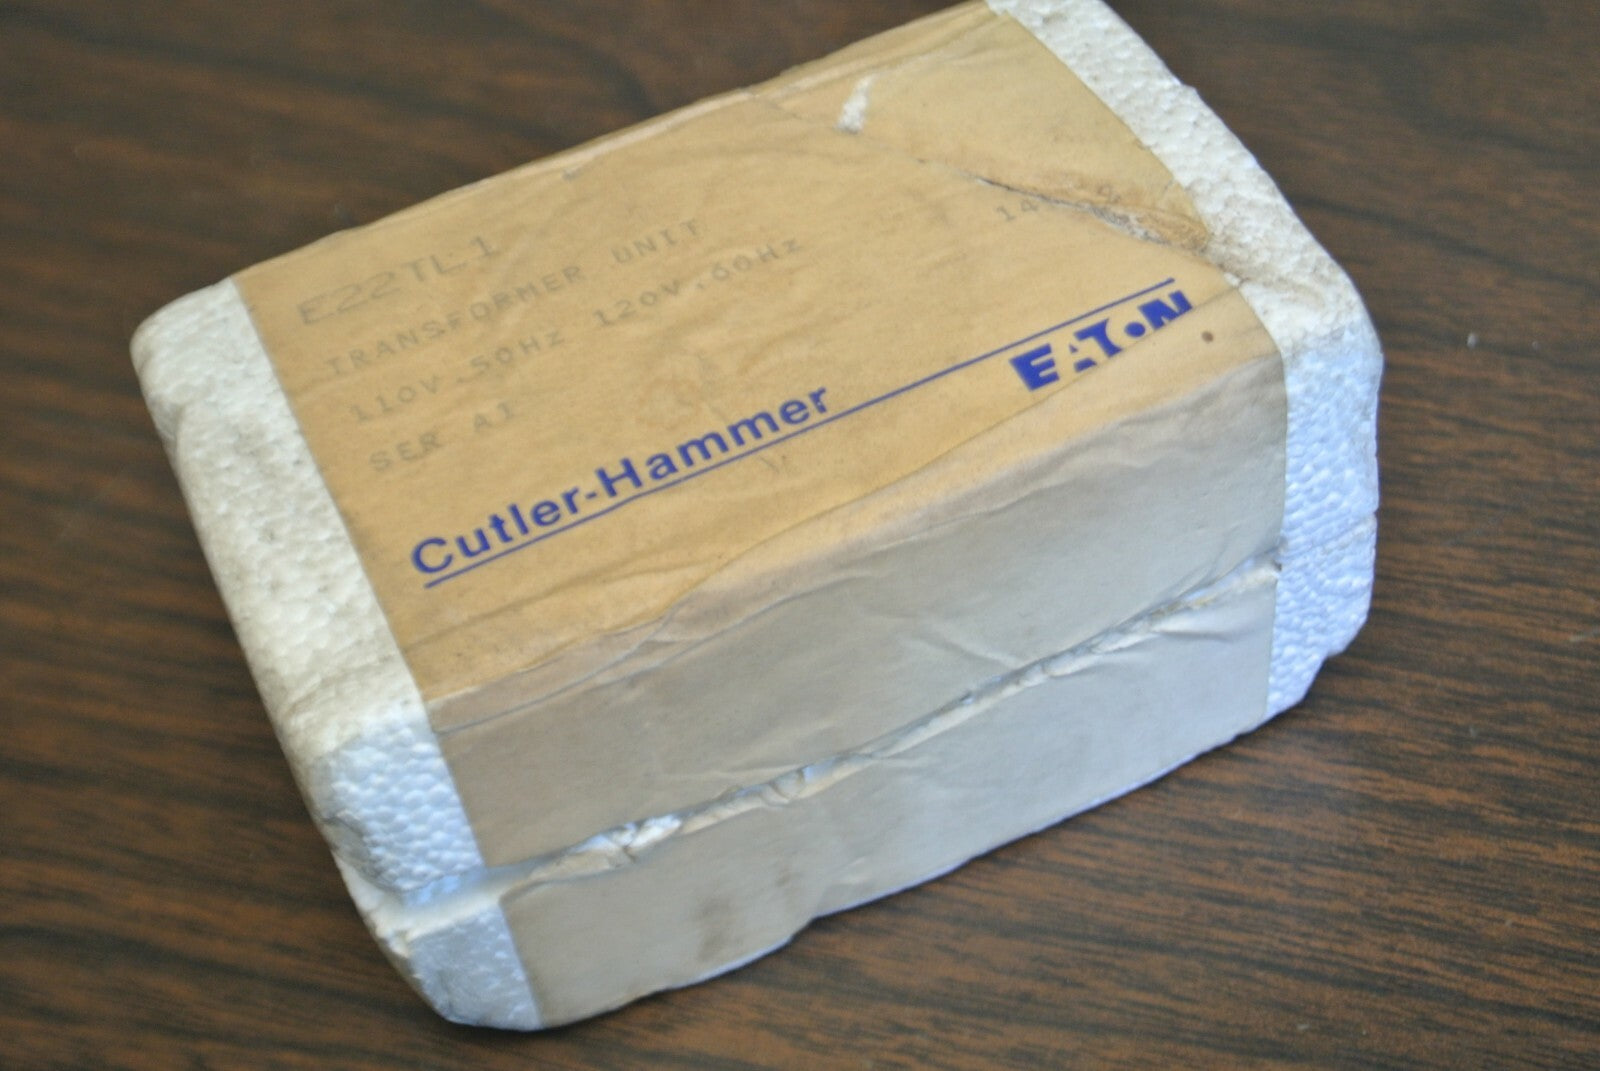 E22TL1
TRANSFORMER UNIT
110V.50Hz 120V.60Hz
SER A1
Cutler-Hammer
EATON